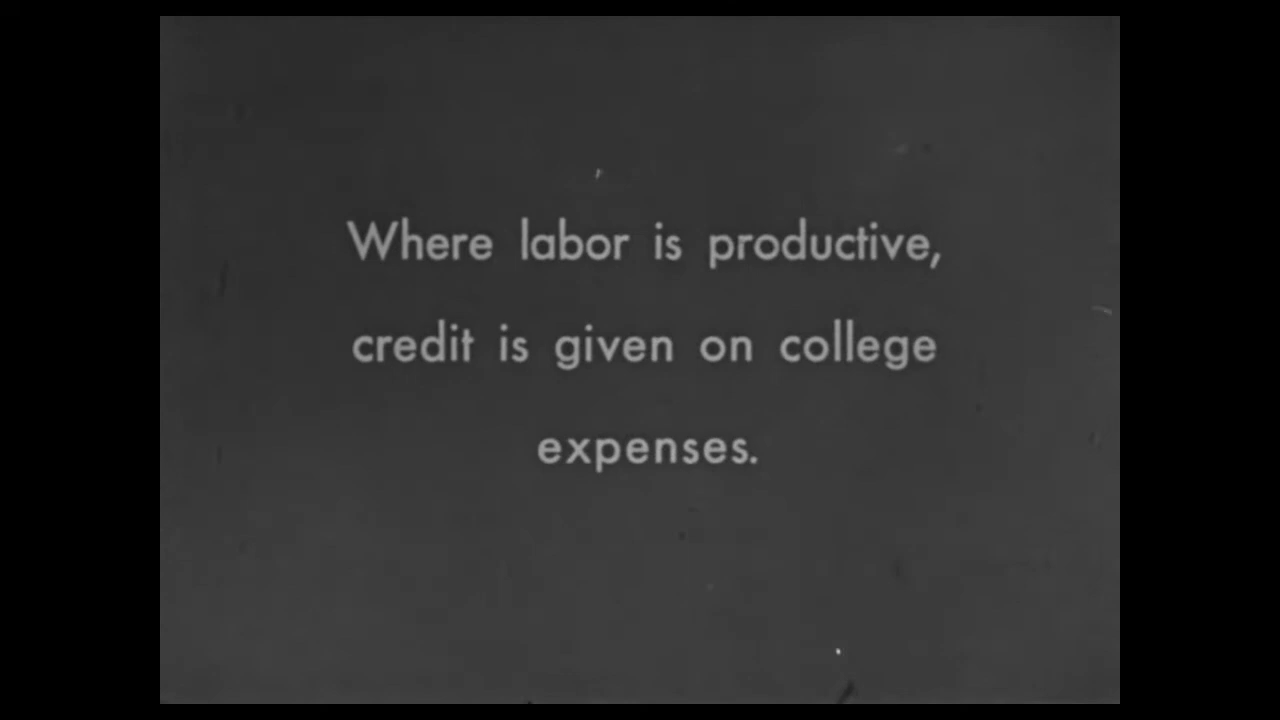 Where labor is productive,
credit is given on college
expenses.